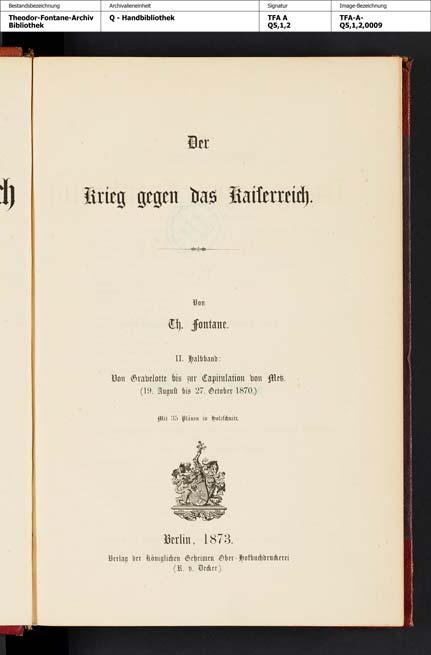 Bestandsbezeichnung
Theodor-Fontane-Archiv
Bibliothek
Archivalieneinheit
Q - Handbibliothek
Signatur
TFA A
Q5,1,2
Image-Bezeichnung
TFA-A-
Q5,1,2,0009
ch
Der
Krieg gegen das Kaiserreich.
Von
Th. Fontane.
II. Halbband:
Von Gravelotte bis zur Capitulation von Metz.
(19. August bis 27. October 1870.)
Mit 35 Plänen in Holzschnitt.
Berlin, 1873.
Verlag der Königlichen Geheimen Ober-Hofbuchdruckerei
(R. v. Decker).